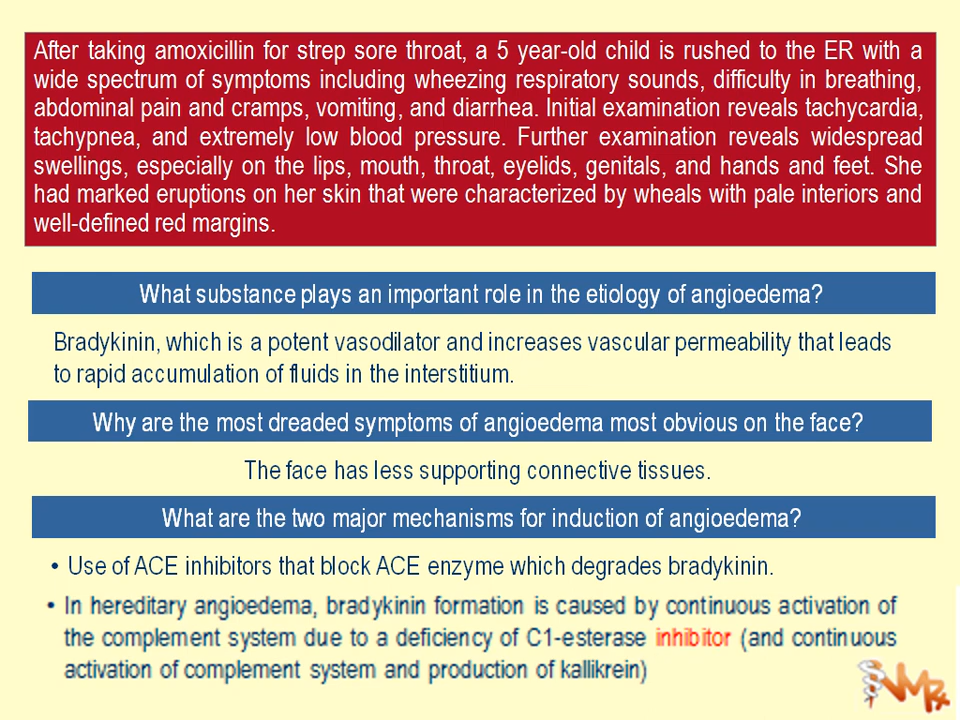 After taking amoxicillin for strep sore throat, a 5 year-old child is rushed to the ER with a
wide spectrum of symptoms including wheezing respiratory sounds, difficulty in breathing,
abdominal pain and cramps, vomiting, and diarrhea. Initial examination reveals tachycardia,
tachypnea, and extremely low blood pressure. Further examination reveals widespread
swellings, especially on the lips, mouth, throat, eyelids, genitals, and hands and feet. She
had marked eruptions on her skin that were characterized by wheals with pale interiors and
well-defined red margins.
What substance plays an important role in the etiology of angioedema?
Bradykinin, which is a potent vasodilator and increases vascular permeability that leads
to rapid accumulation of fluids in the interstitium.
Why are the most dreaded symptoms of angioedema most obvious on the face?
The face has less supporting connective tissues.
What are the two major mechanisms for induction of angioedema?
• Use of ACE inhibitors that block ACE enzyme which degrades bradykinin.
• In hereditary angioedema, bradykinin formation is caused by continuous activation of
the complement system due to a deficiency of C1-esterase inhibitor (and continuous
activation of complement system and production of kallikrein)